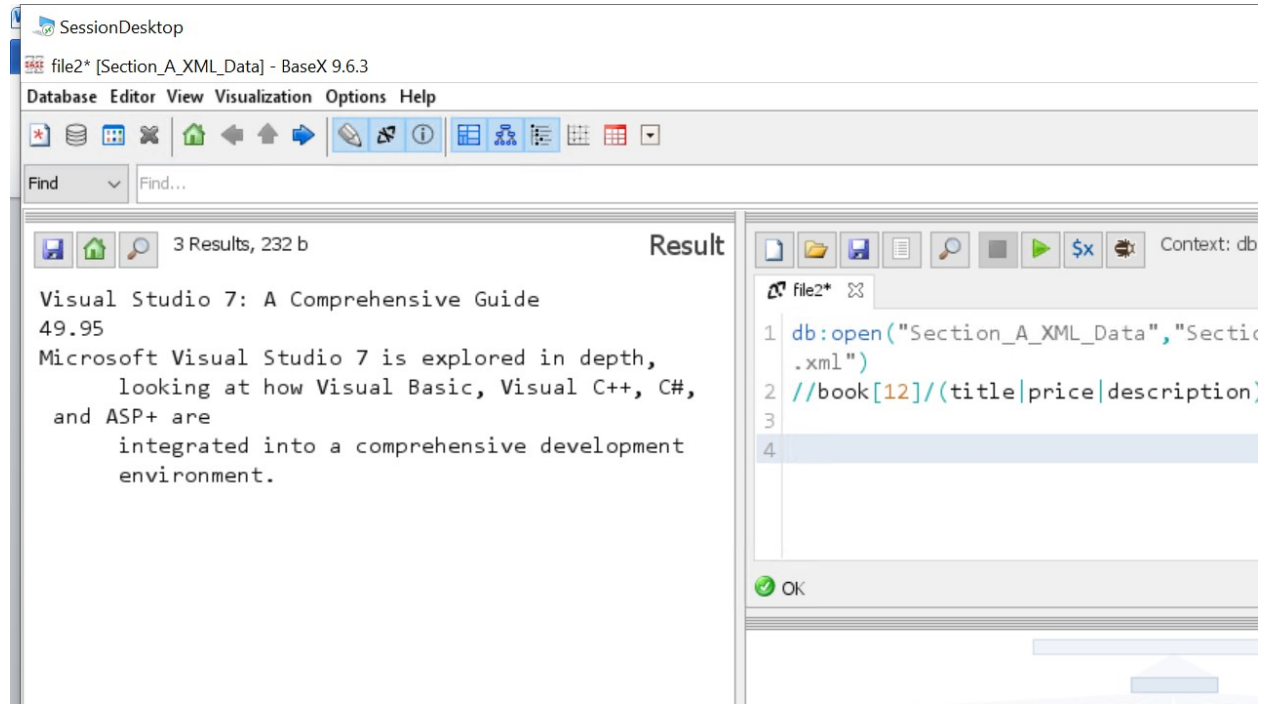 SessionDesktop
file2* [Section_A_XML_Data] - BaseX 9.6.3
Database Editor View Visualization Options Help
Find
Find...
3 Results, 232 b
Result
Visual Studio 7: A Comprehensive Guide
49.95
Microsoft Visual Studio 7 is explored in depth,
looking at how Visual Basic, Visual C++, C#,
and ASP+ are
integrated into a comprehensive development
environment.
$x
Context: db
file2*
1 db:open("Section_A_XML_Data","Sectio
.xml")
2 //book[12]/(title|price|description)
3
4
OK